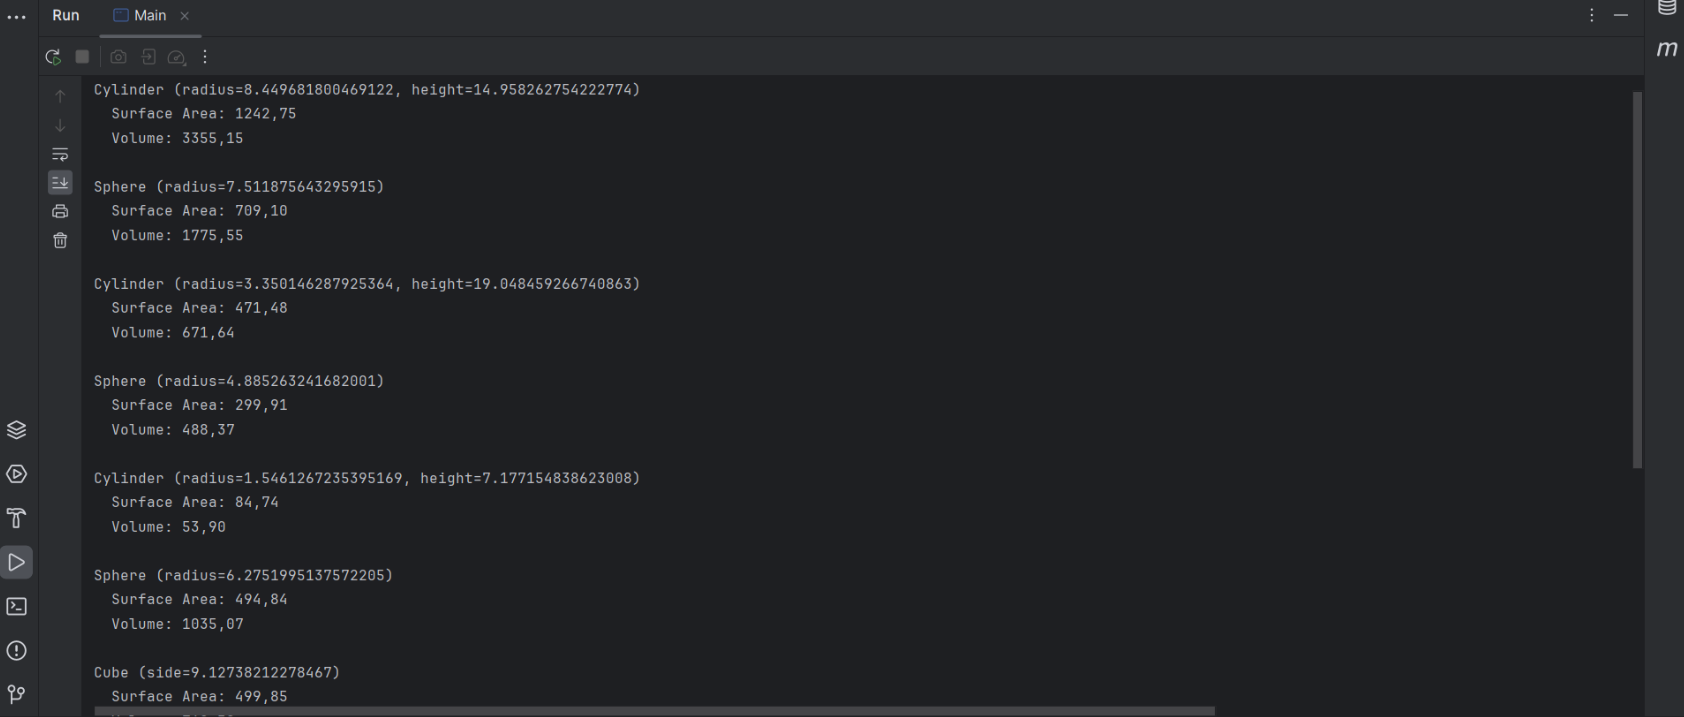 Run
Main
m
Cylinder (radius=8.449681800469122, height=14.958262754222774)
Surface Area: 1242,75
Volume: 3355,15
Sphere (radius=7.511875643295915)
Surface Area: 709,10
Volume: 1775,55
Cylinder (radius=3.350146287925364, height=19.048459266740863)
Surface Area: 471,48
Volume: 671,64
Sphere (radius=4.885263241682001)
Surface Area: 299,91
Volume: 488,37
Cylinder (radius=1.5461267235395169, height=7.177154838623008)
Surface Area: 84,74
Volume: 53,90
Sphere (radius=6.2751995137572205)
Surface Area: 494,84
Volume: 1035,07
Cube (side=9.12738212278467)
Surface Area: 499,85